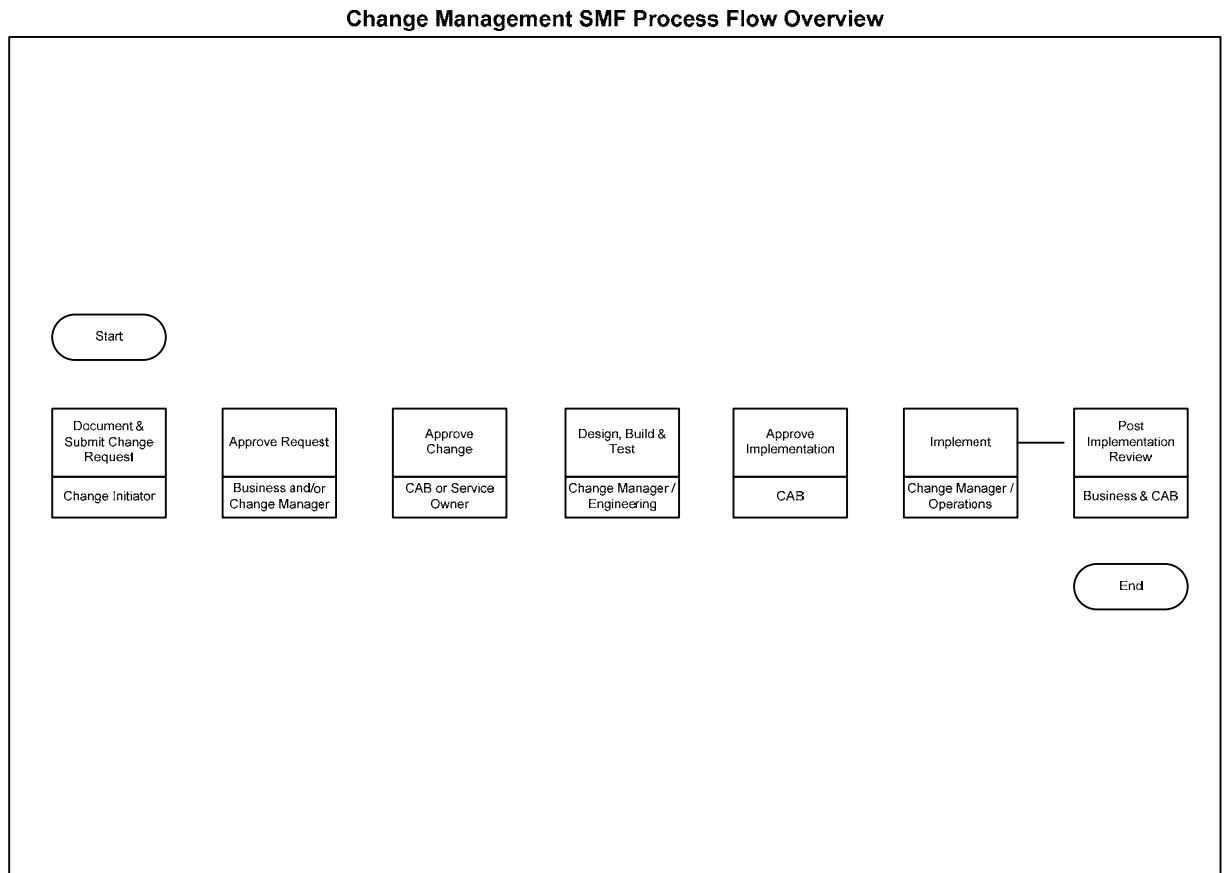 Change Management SMF Process Flow Overview
Start
Document &
Submit Change
Request
Change Initiator
Approve Request
Business and/or
Change Manager
Approve
Change
CAB or Service
Owner
Design, Build &
Test
Change Manager /
Engineering
Approve
Implementation
CAB
Implement
Change Manager /
Operations
Post
Implementation
Review
Business & CAB
End